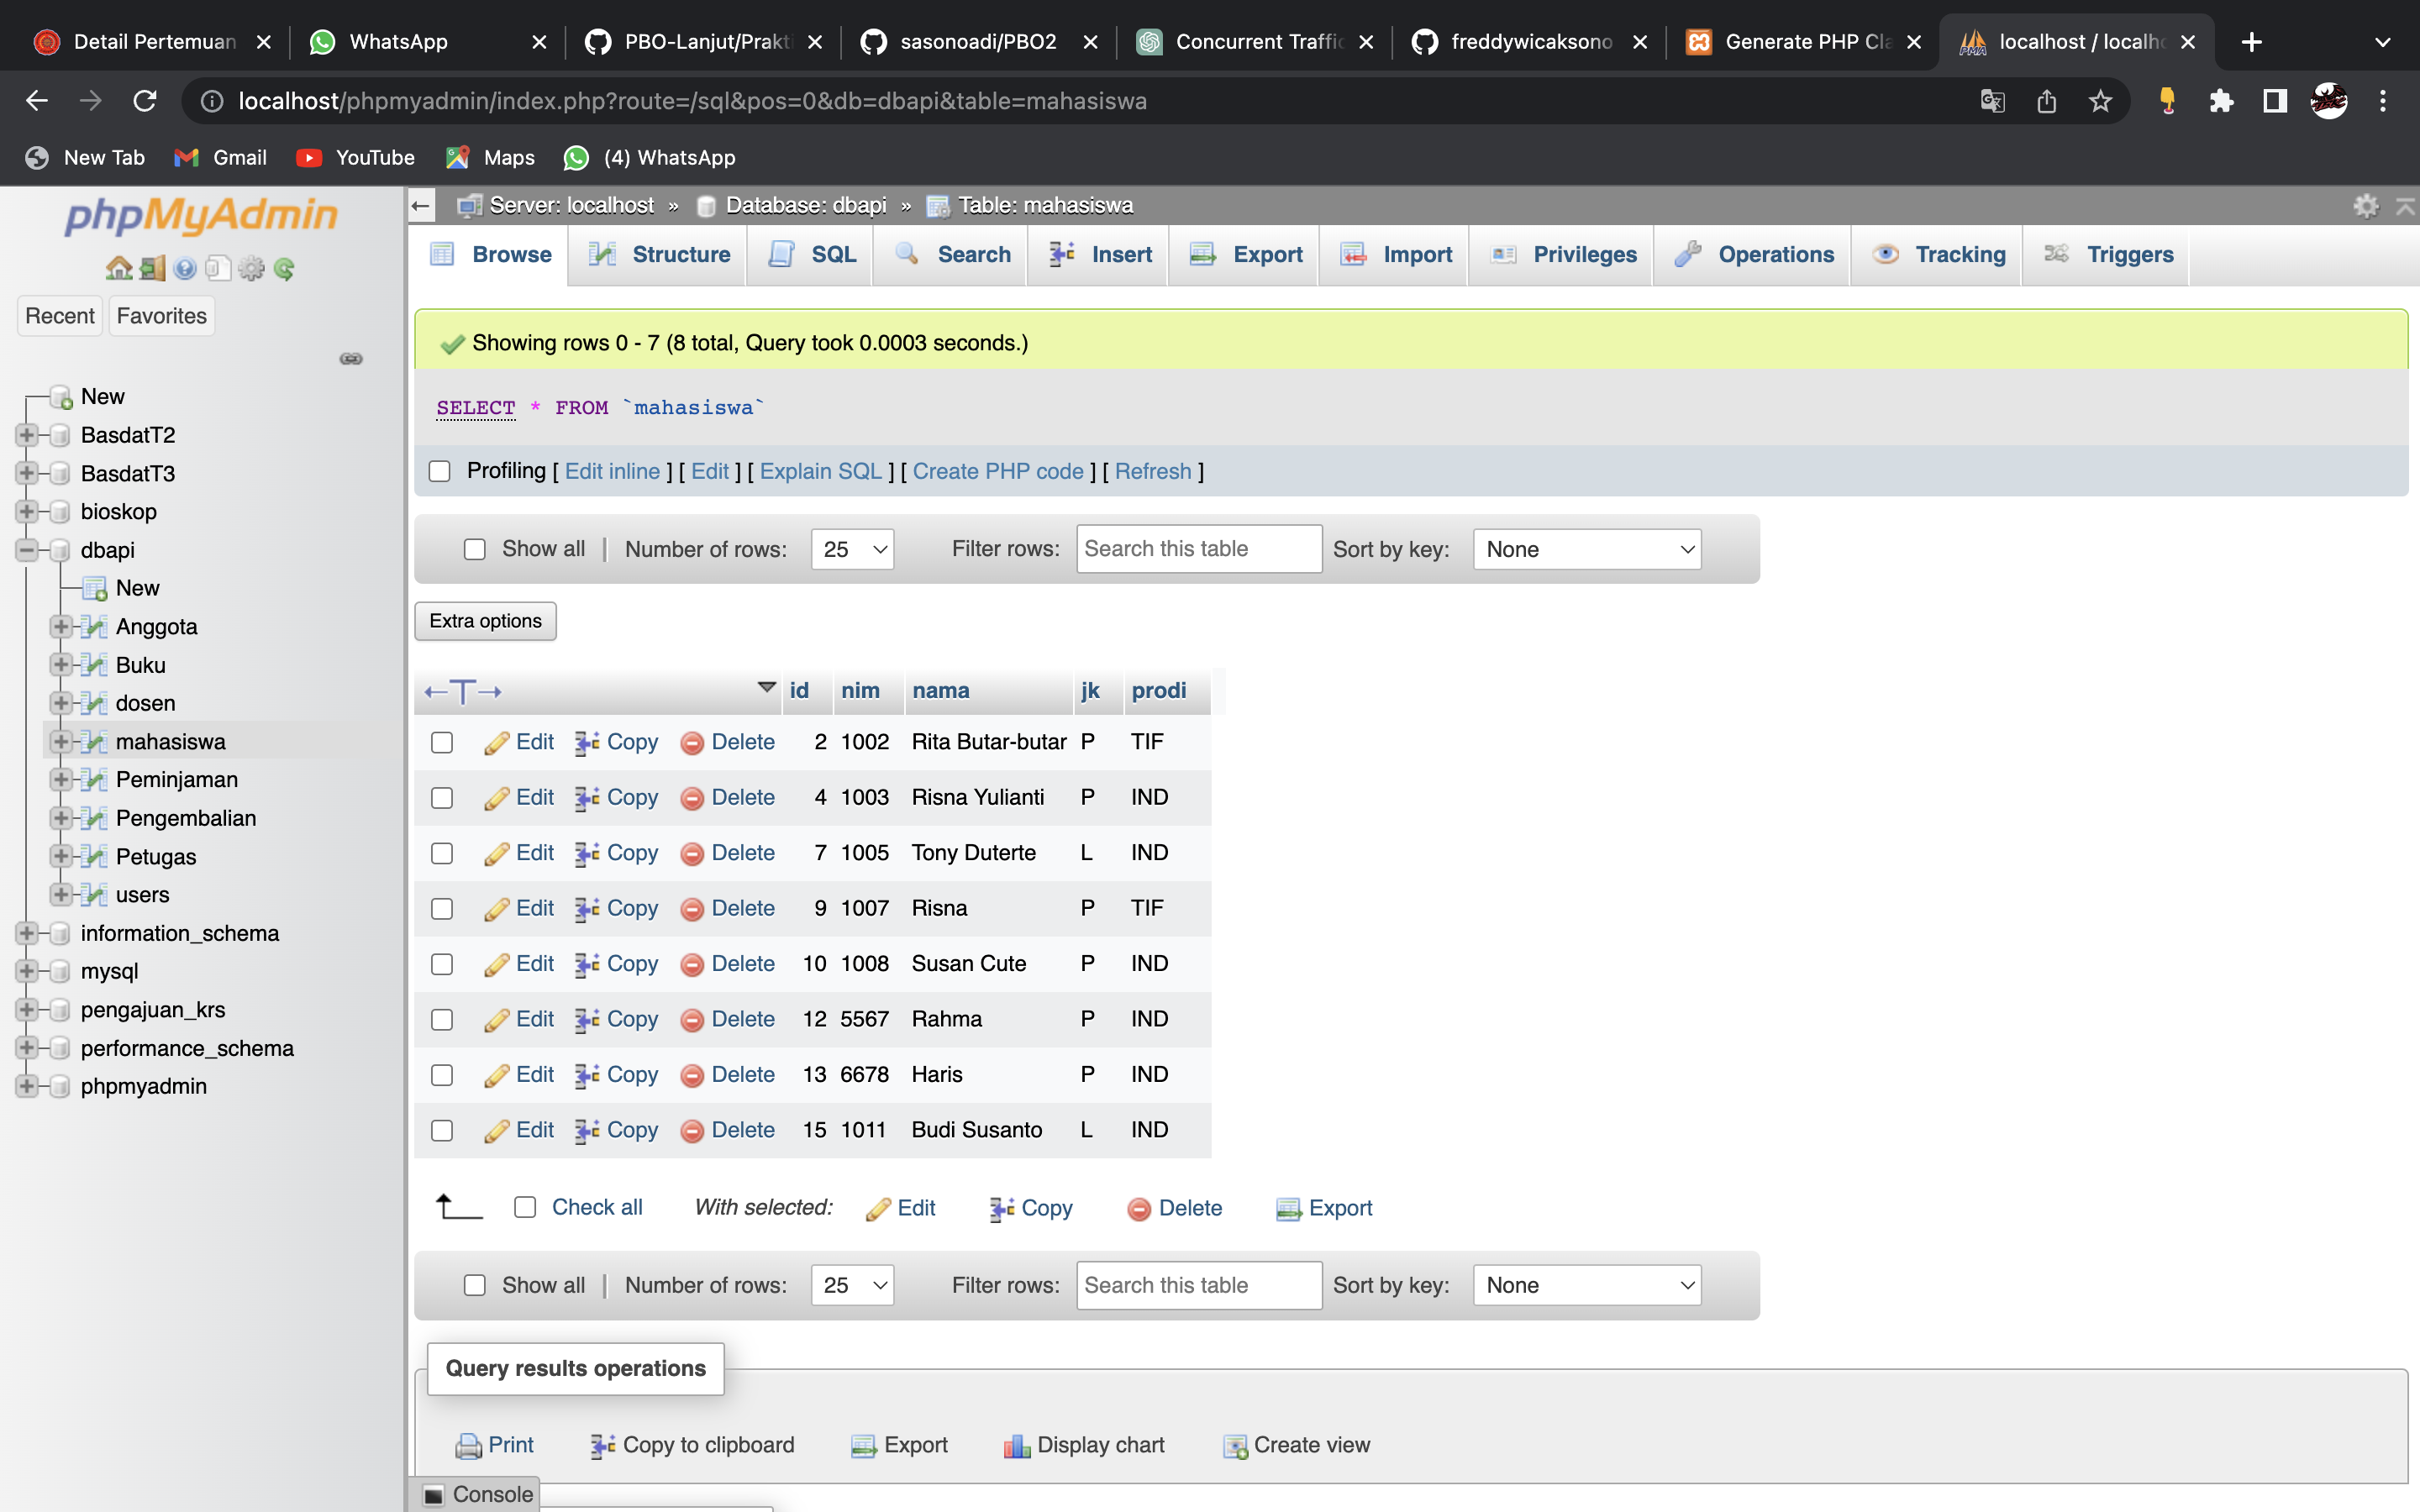 Detail Pertemuan
WhatsApp
PBO-Lanjut/Prakti
sasonoadi/PBO2
Concurrent Traffic
freddywicaksono
Generate PHP Cla
localhost / localho
localhost/phpmyadmin/index.php?route=/sql&pos=0&db=dbapi&table=mahasiswa
New Tab
Gmail
YouTube
Maps
(4) WhatsApp
phpMyAdmin
Recent
Favorites
New
BasdatT2
BasdatT3
bioskop
dbapi
New
Anggota
Buku
dosen
mahasiswa
Peminjaman
Pengembalian
Petugas
users
information_schema
mysql
pengajuan_krs
performance_schema
phpmyadmin
Server: localhost » Database: dbapi » Table: mahasiswa
Browse Structure SQL Search Insert Export Import Privileges Operations Tracking Triggers
Showing rows 0 - 7 (8 total, Query took 0.0003 seconds.)
SELECT * FROM `mahasiswa`
Profiling [ Edit inline ] [ Edit ] [ Explain SQL ] [ Create PHP code ] [ Refresh ]
Show all | Number of rows: 25 Filter rows: Search this table Sort by key: None
Extra options
←T→ id nim nama jk prodi
Edit Copy Delete 2 1002 Rita Butar-butar P TIF
Edit Copy Delete 4 1003 Risna Yulianti P IND
Edit Copy Delete 7 1005 Tony Duterte L IND
Edit Copy Delete 9 1007 Risna P TIF
Edit Copy Delete 10 1008 Susan Cute P IND
Edit Copy Delete 12 5567 Rahma P IND
Edit Copy Delete 13 6678 Haris P IND
Edit Copy Delete 15 1011 Budi Susanto L IND
Check all With selected: Edit Copy Delete Export
Show all | Number of rows: 25 Filter rows: Search this table Sort by key: None
Query results operations
Print Copy to clipboard Export Display chart Create view
Console